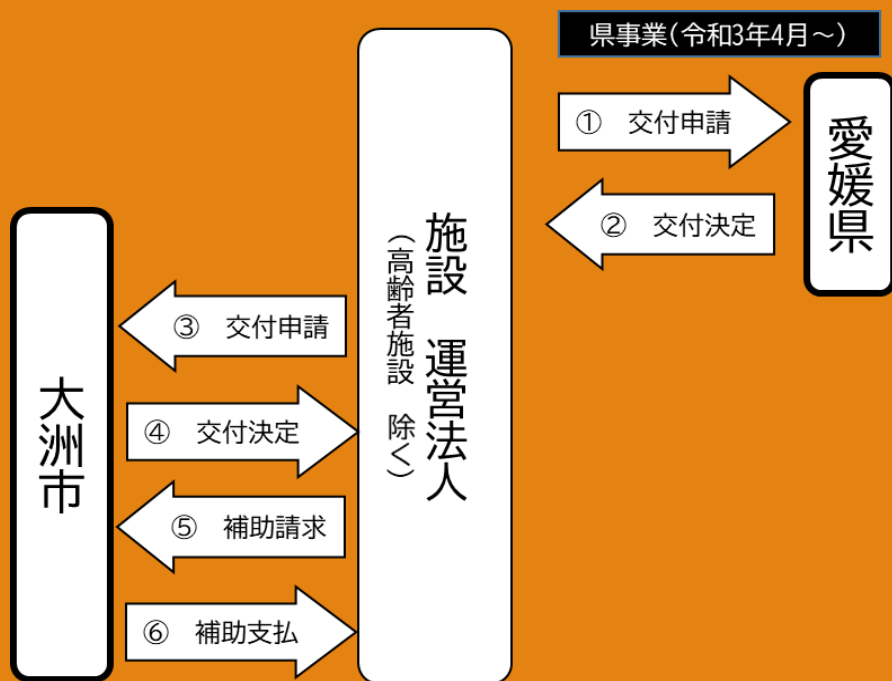 県事業(令和3年4月～)
① 交付申請
愛媛県
② 交付決定
施設 運営法人
(高齢者施設 除く)
③ 交付申請
大洲市
④ 交付決定
⑤ 補助請求
⑥ 補助支払